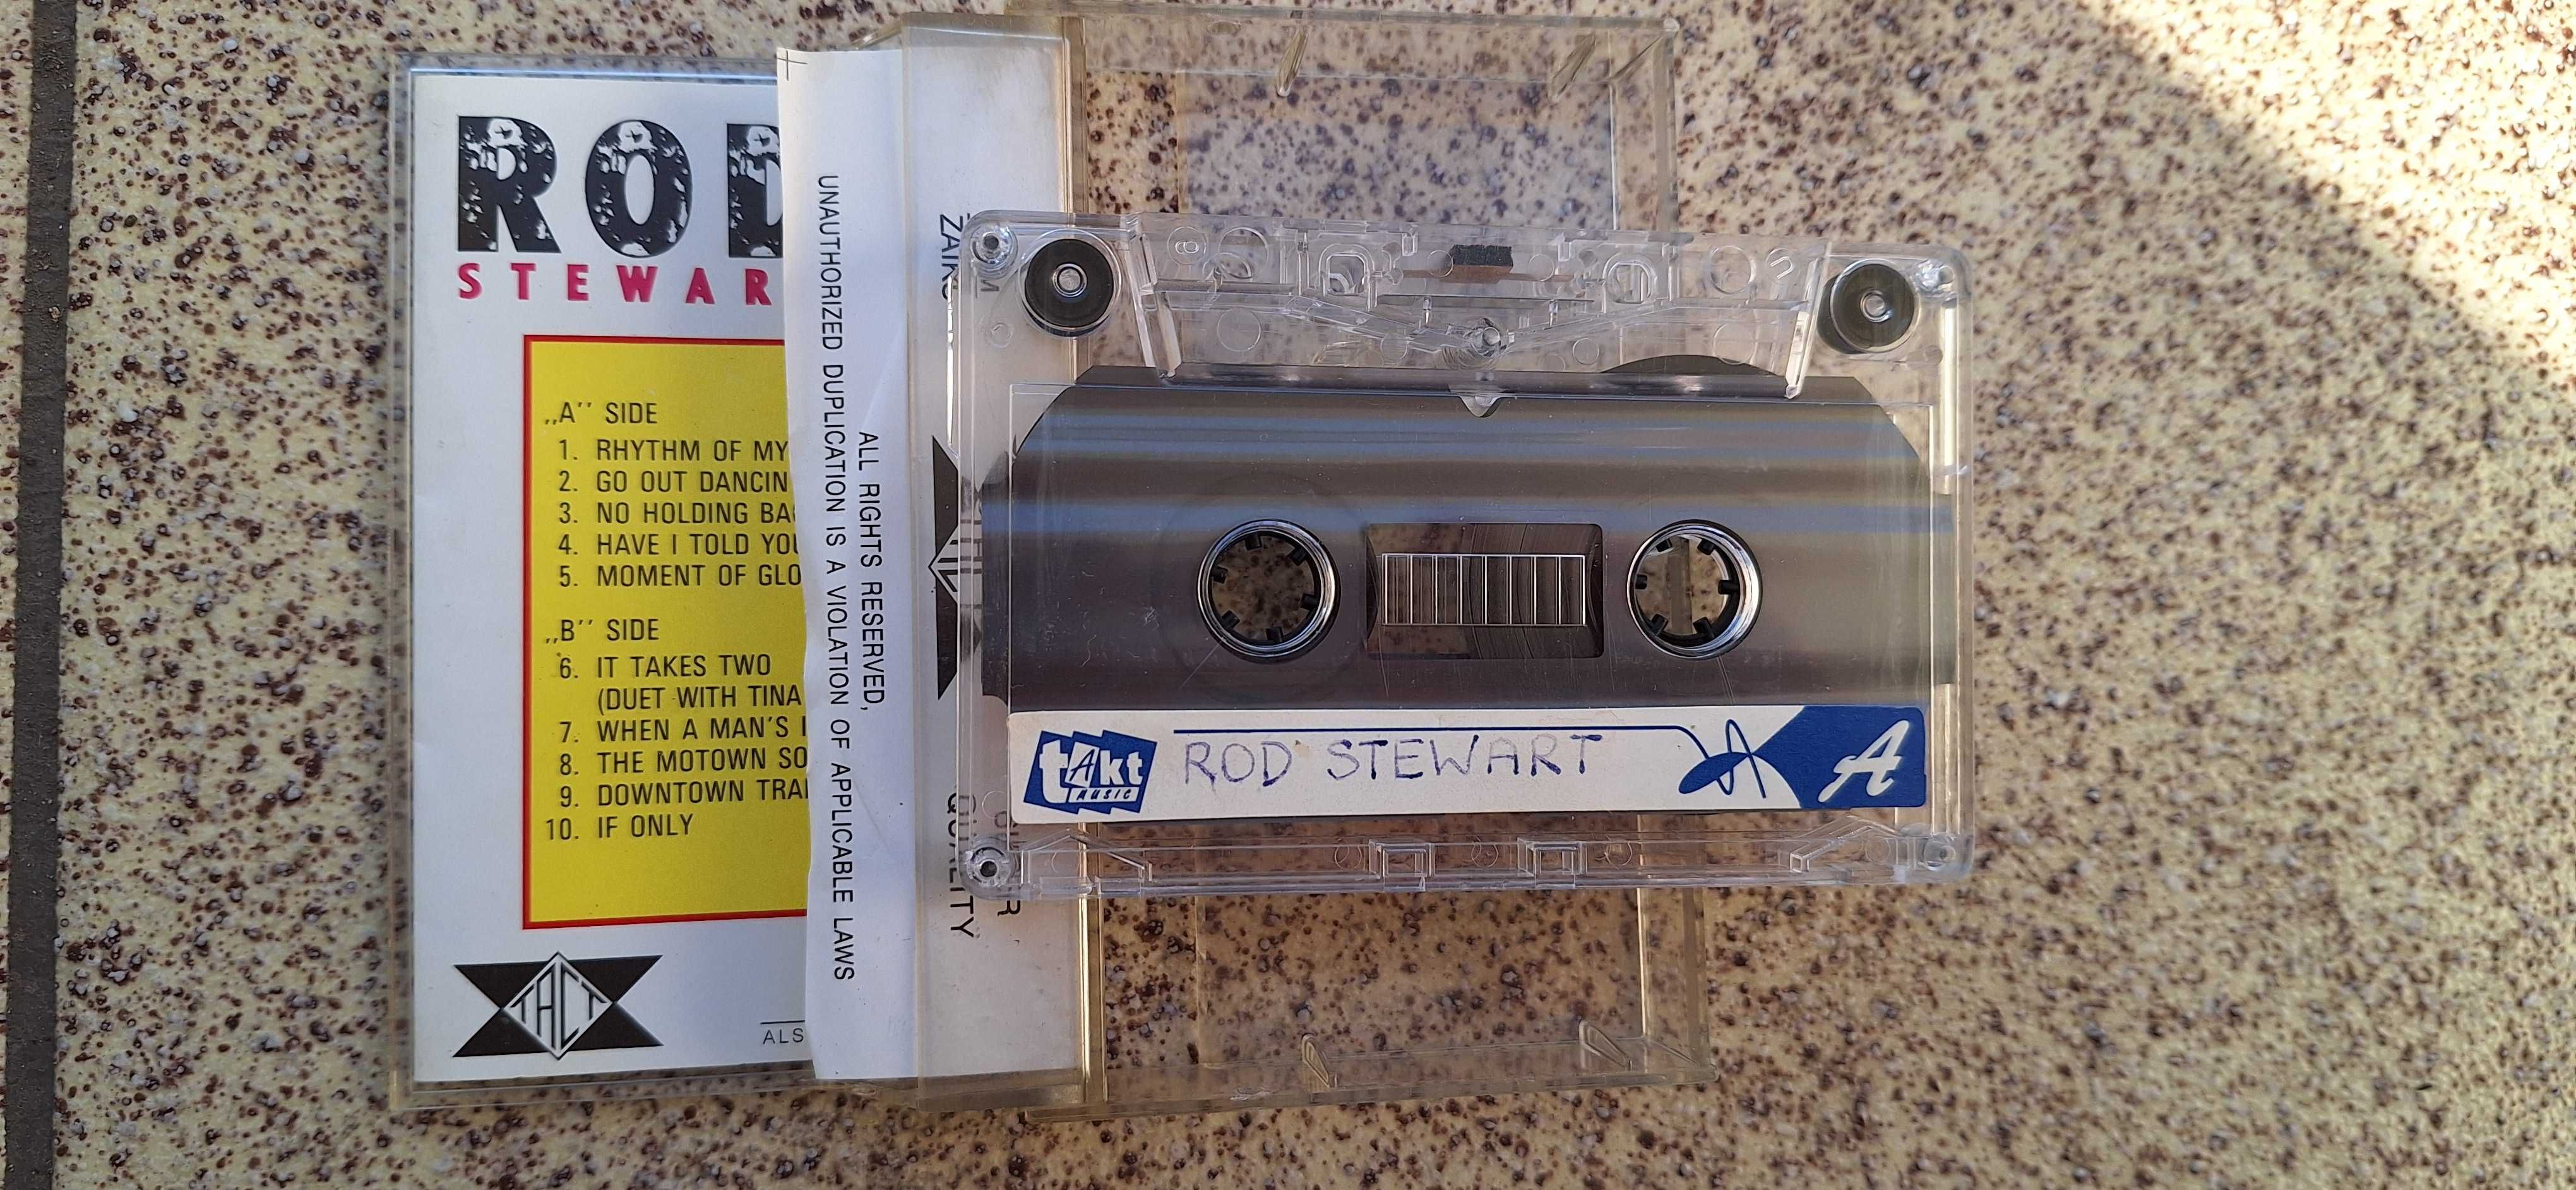 ROD
STEWAR
„A'' SIDE
1. RHYTHM OF MY
2. GO OUT DANCIN
3. NO HOLDING BA
4. HAVE I TOLD YOU
5. MOMENT OF GLO
„B'' SIDE
6. IT TAKES TWO
(DUET WITH TINA
7. WHEN A MAN'S I
8. THE MOTOWN SO
9. DOWNTOWN TRAI
10. IF ONLY
TACT
ALS
ALL RIGHTS RESERVED,
UNAUTHORIZED DUPLICATION IS A VIOLATION OF APPLICABLE LAWS
QUALITY
tAkt
MUSIC
ROD STEWART
A